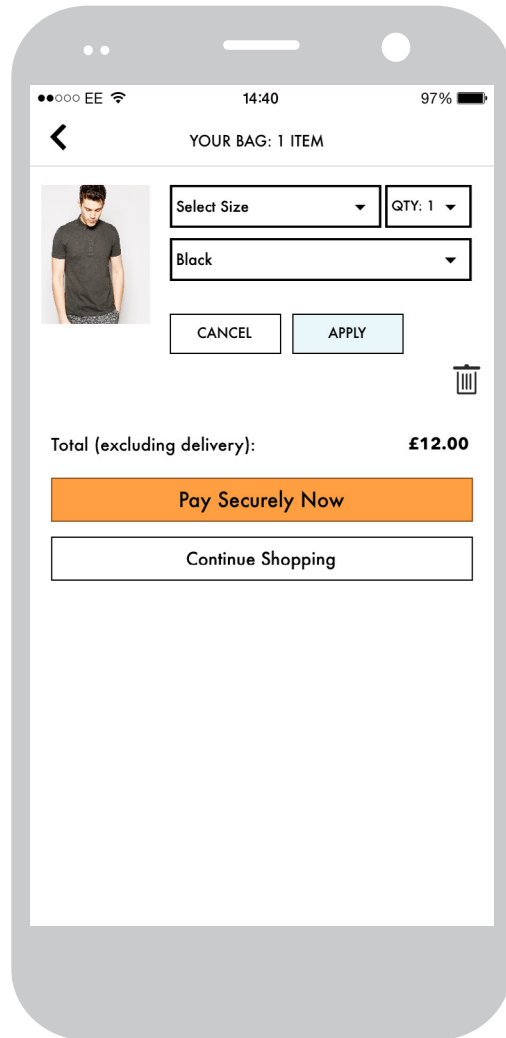 EE 14:40 97%
YOUR BAG: 1 ITEM
Select Size QTY: 1
Black
CANCEL APPLY
Total (excluding delivery): £12.00
Pay Securely Now
Continue Shopping